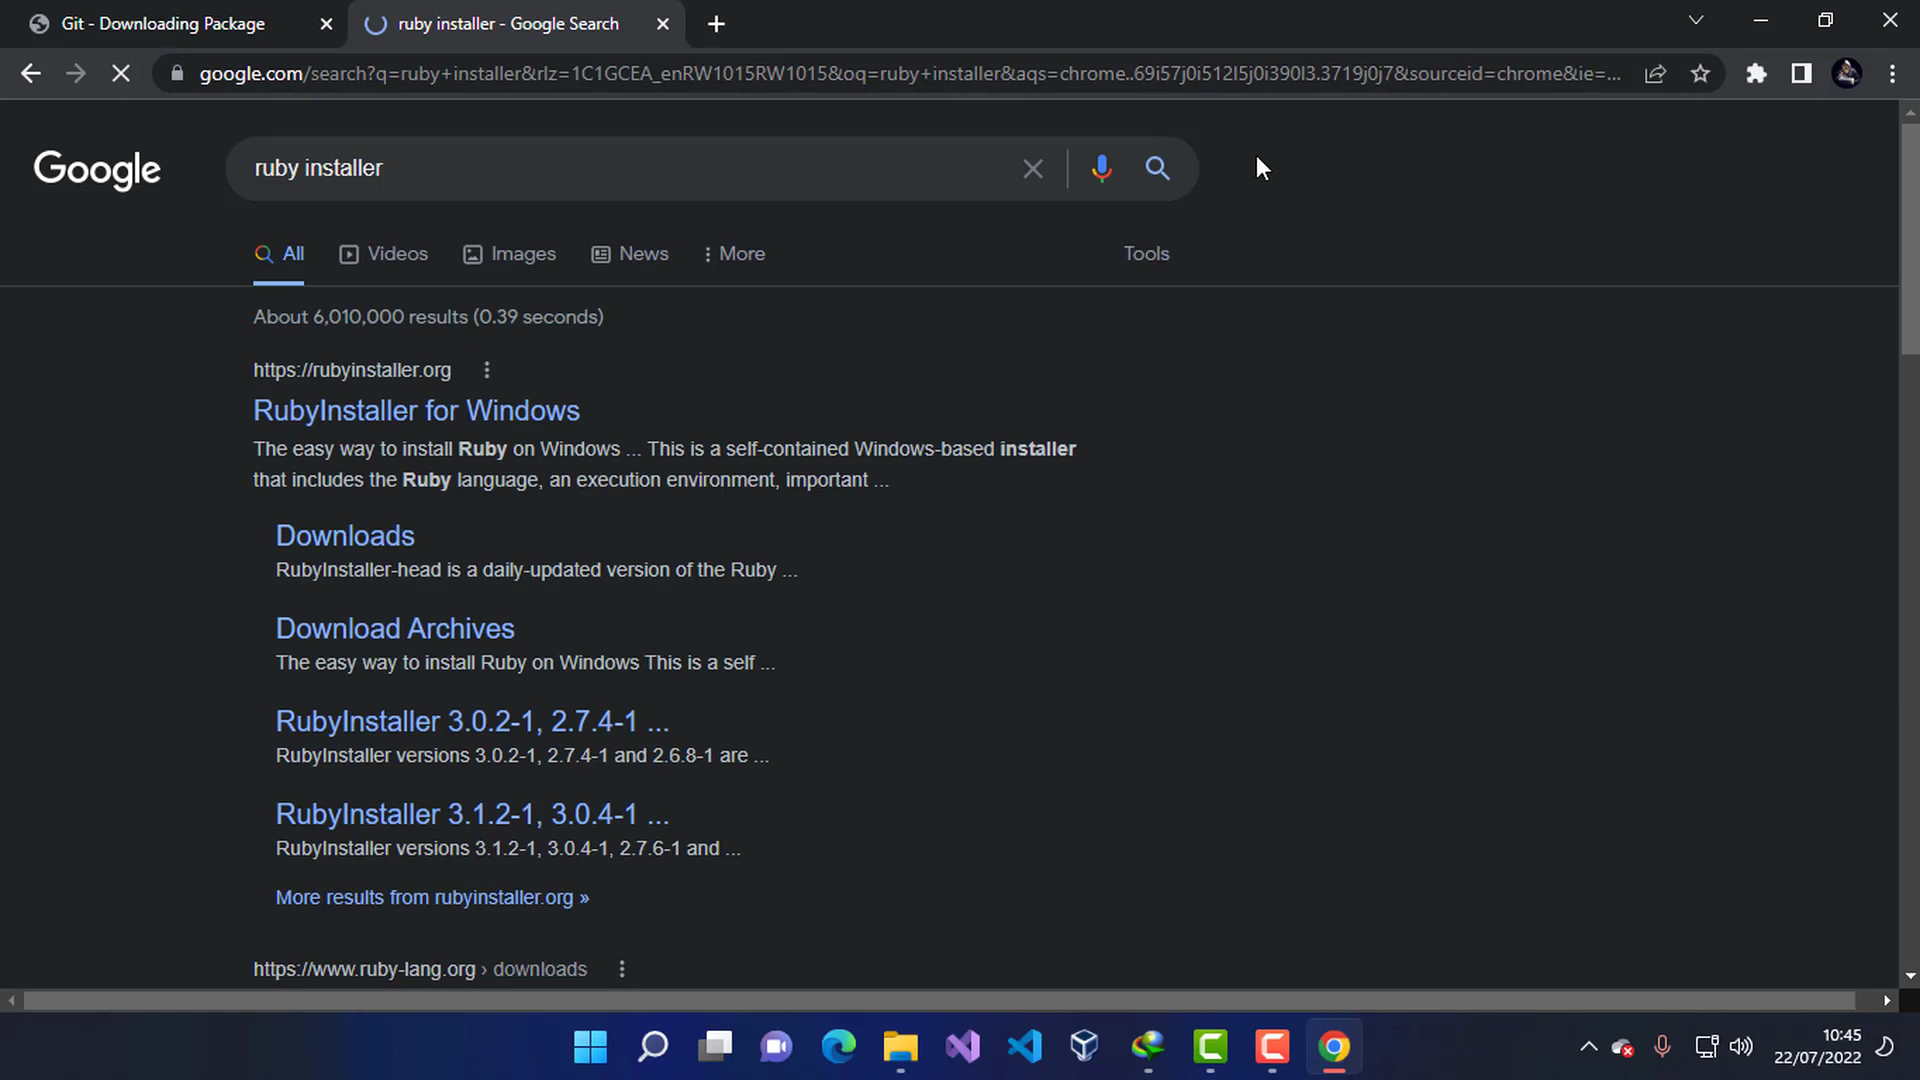 Git - Downloading Package
ruby installer - Google Search
google.com/search?q=ruby+installer&rlz=1C1GCEA_enRW1015RW1015&oq=ruby+installer&aqs=chrome..69i57j0i512l5j0i390l3.3719j0j7&sourceid=chrome&ie=...
Google
ruby installer
All
Videos
Images
News
More
Tools
About 6,010,000 results (0.39 seconds)
https://rubyinstaller.org
RubyInstaller for Windows
The easy way to install Ruby on Windows ... This is a self-contained Windows-based installer
that includes the Ruby language, an execution environment, important ...
Downloads
RubyInstaller-head is a daily-updated version of the Ruby ...
Download Archives
The easy way to install Ruby on Windows This is a self ...
RubyInstaller 3.0.2-1, 2.7.4-1 ...
RubyInstaller versions 3.0.2-1, 2.7.4-1 and 2.6.8-1 are ...
RubyInstaller 3.1.2-1, 3.0.4-1 ...
RubyInstaller versions 3.1.2-1, 3.0.4-1, 2.7.6-1 and ...
More results from rubyinstaller.org »
https://www.ruby-lang.org › downloads
10:45
22/07/2022